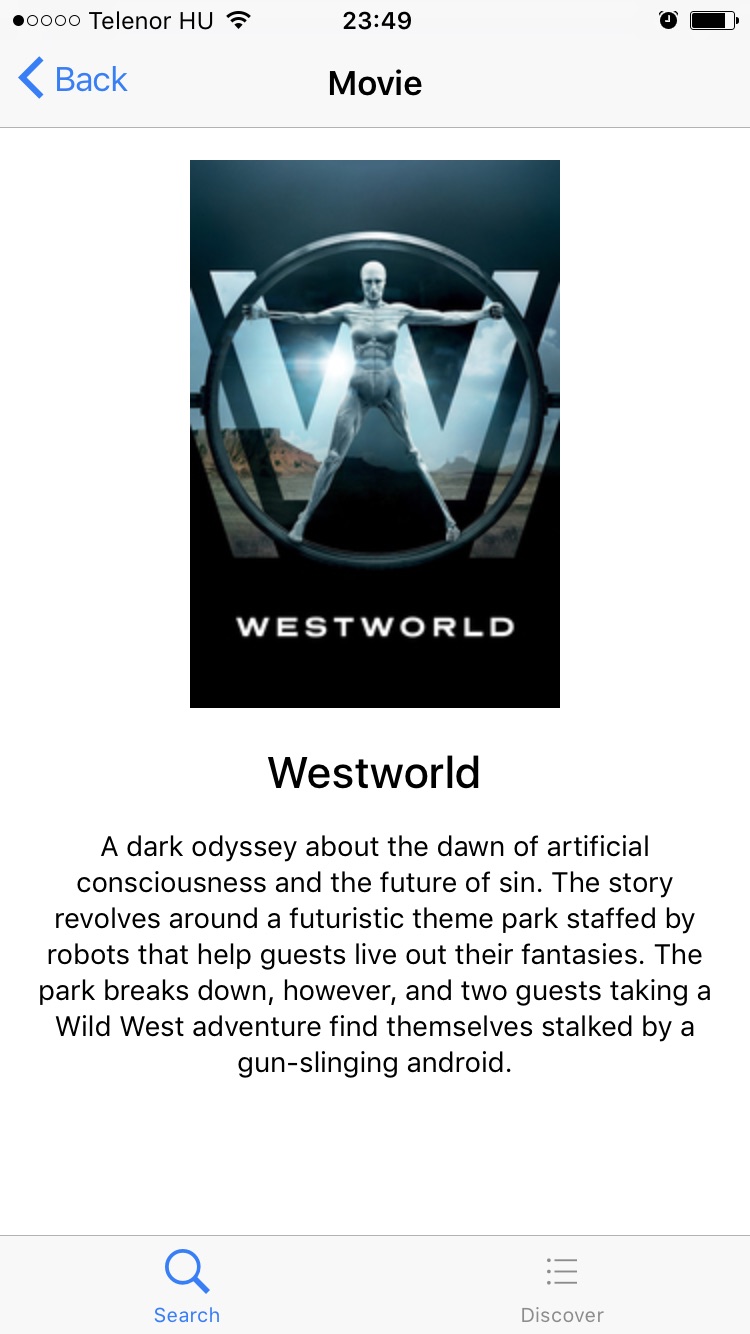 Telenor HU 23:49
Back Movie
WESTWORLD
Westworld
A dark odyssey about the dawn of artificial
consciousness and the future of sin. The story
revolves around a futuristic theme park staffed by
robots that help guests live out their fantasies. The
park breaks down, however, and two guests taking a
Wild West adventure find themselves stalked by a
gun-slinging android.
Search Discover